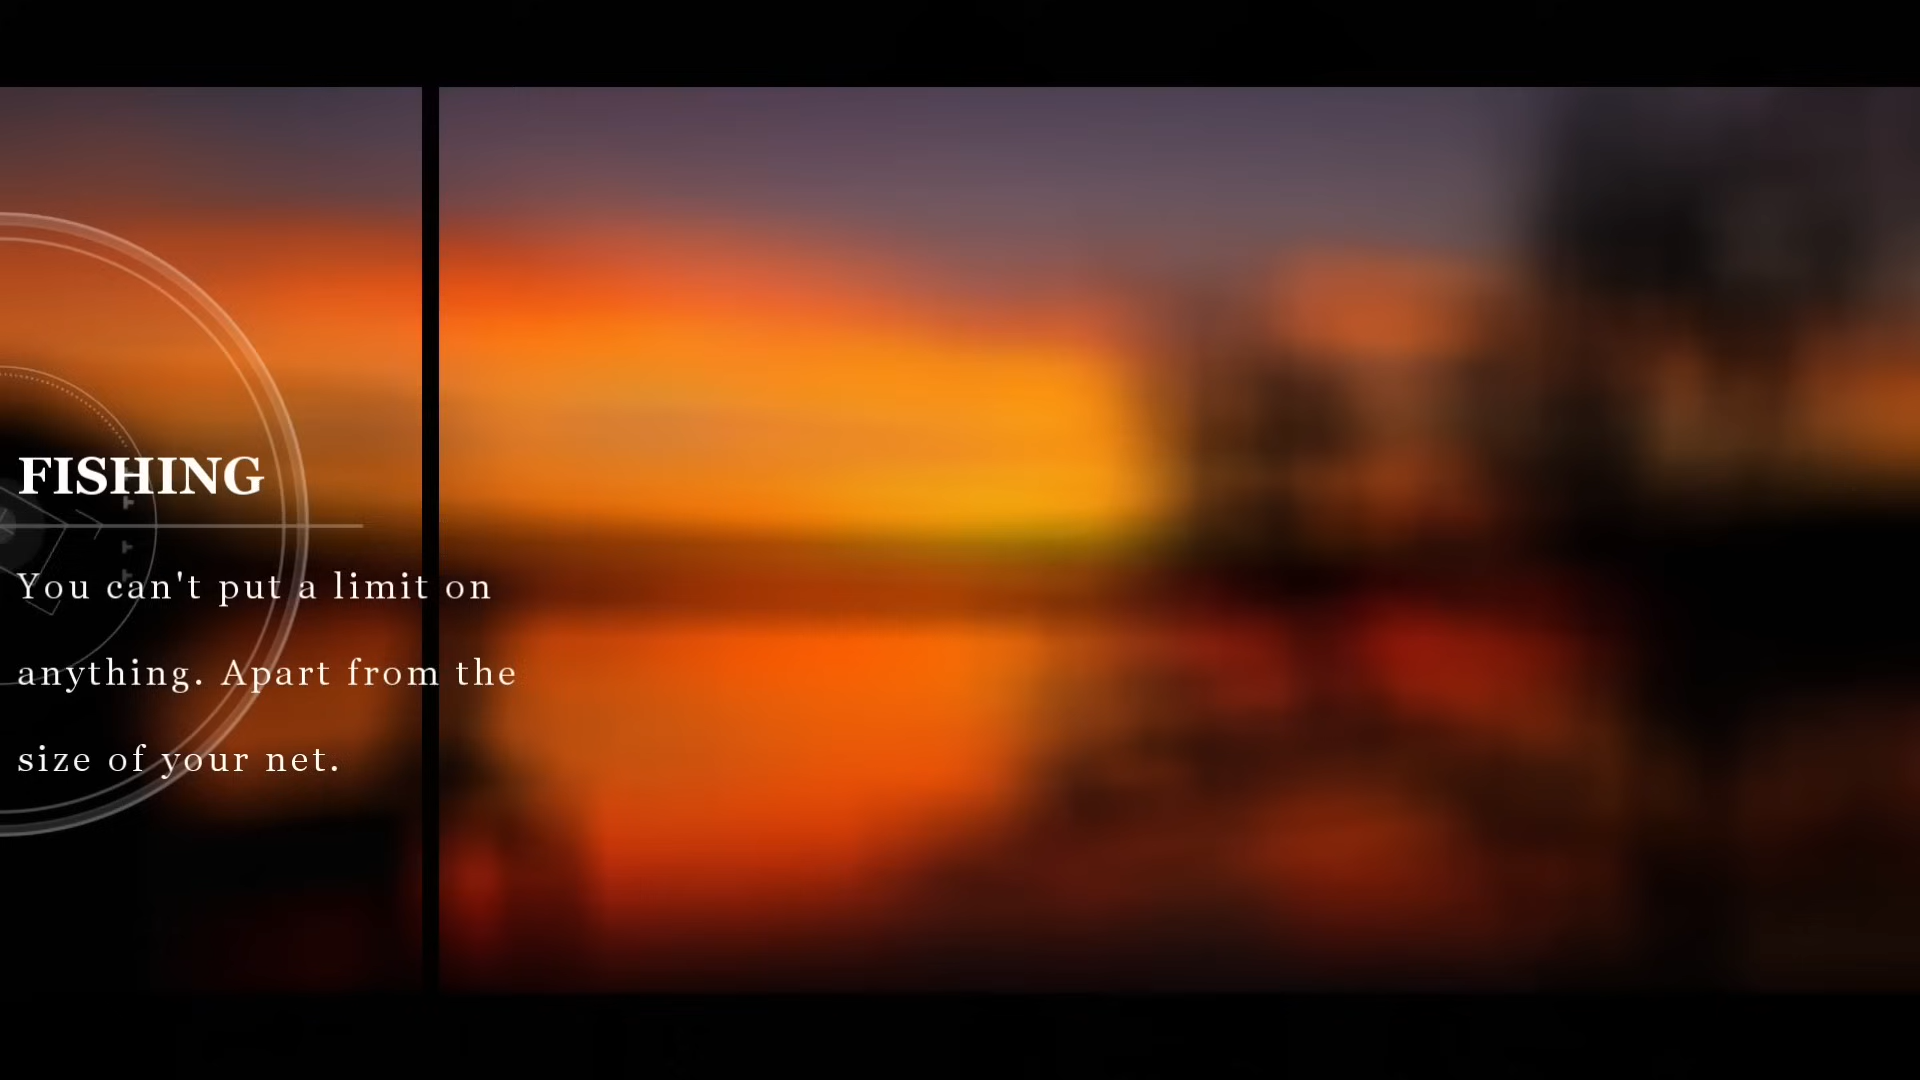 FISHING
You can't put a limit on
anything. Apart from the
size of your net.